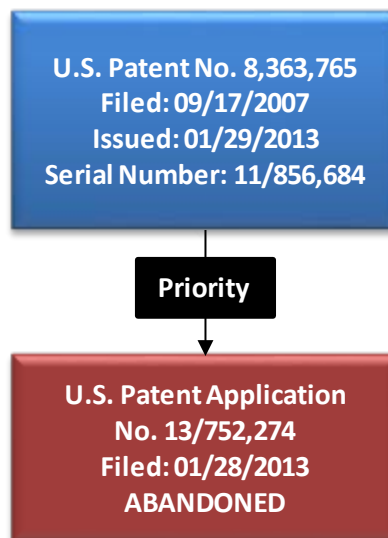 U.S. Patent No. 8,363,765
Filed: 09/17/2007
Issued: 01/29/2013
Serial Number: 11/856,684
Priority
U.S. Patent Application
No. 13/752,274
Filed: 01/28/2013
ABANDONED